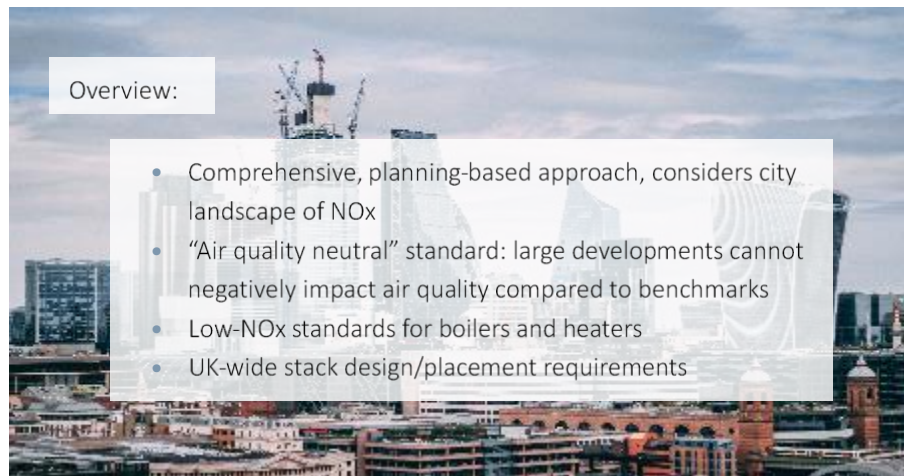 Overview:
• Comprehensive, planning-based approach, considers city
landscape of NOx
• “Air quality neutral” standard: large developments cannot
negatively impact air quality compared to benchmarks
• Low-NOx standards for boilers and heaters
• UK-wide stack design/placement requirements